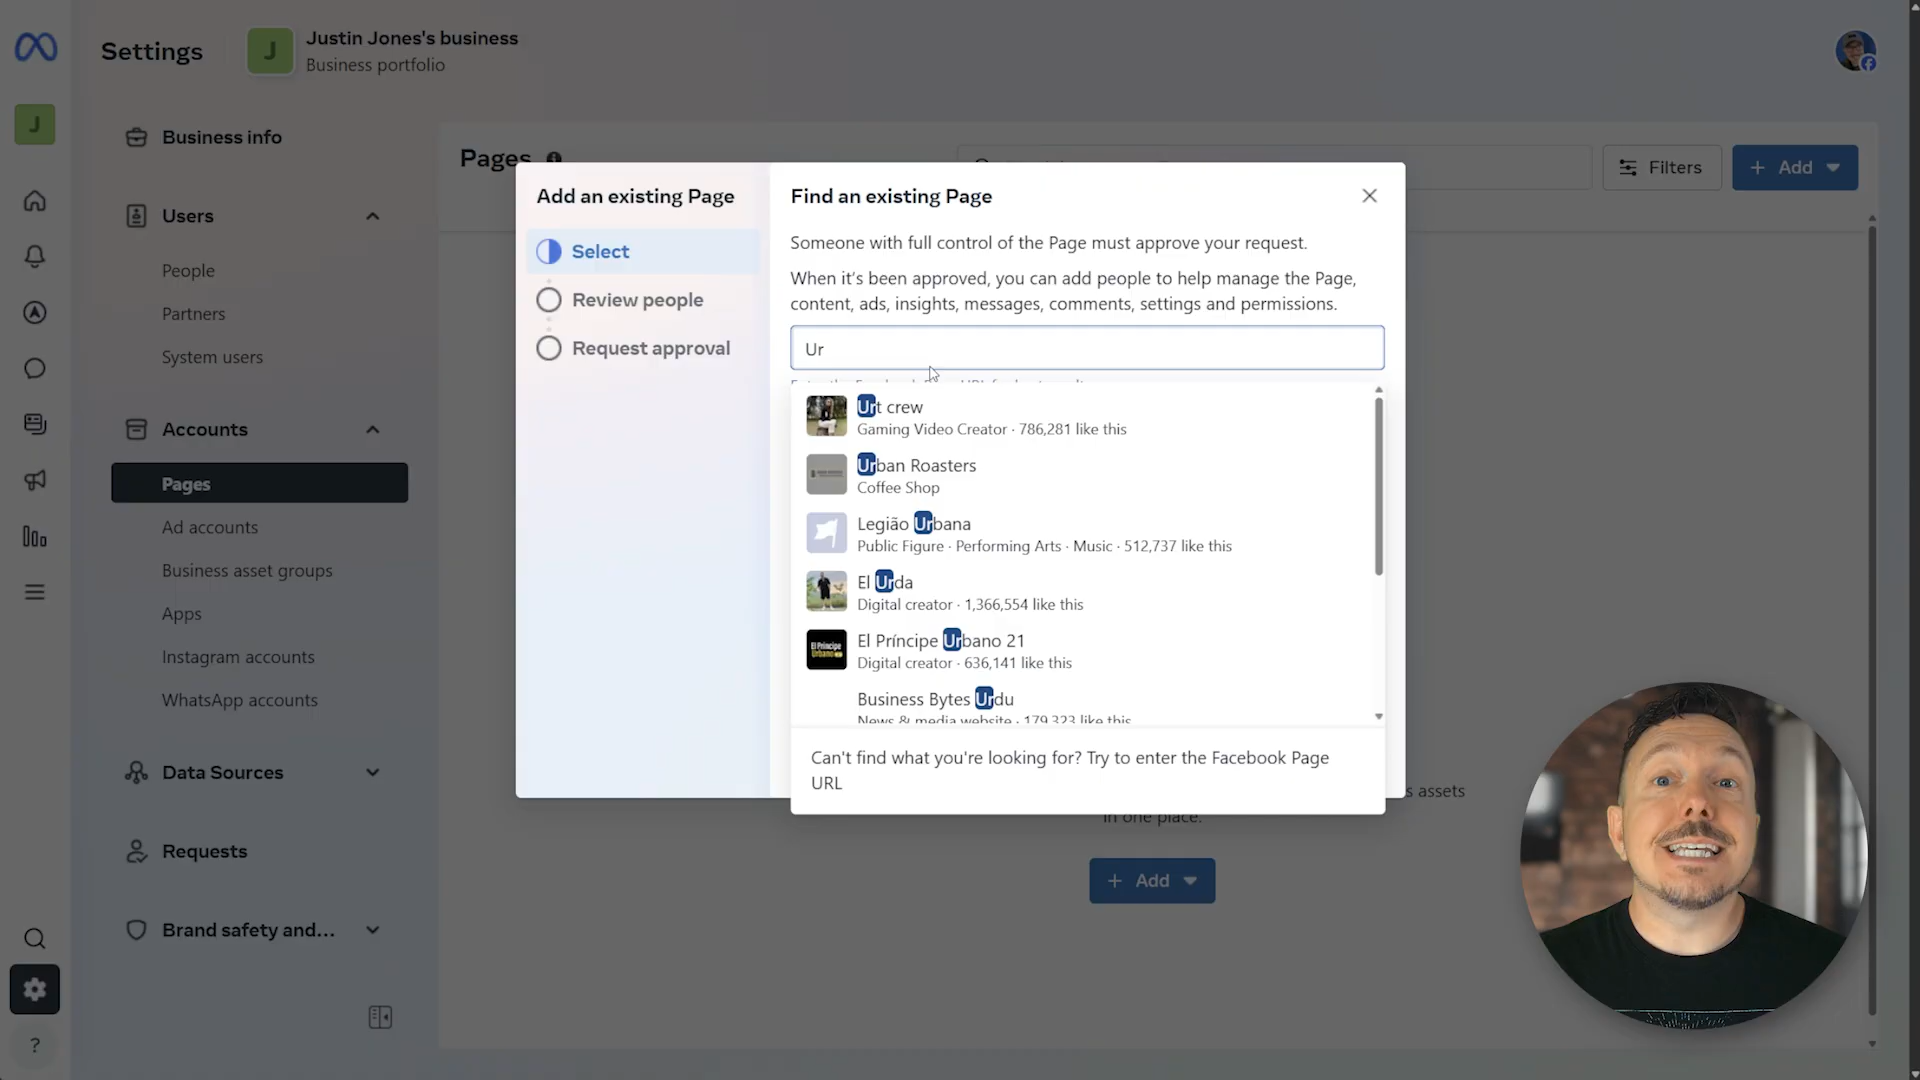 Settings
J
Justin Jones's business
Business portfolio
J
Business info
Users
People
Partners
System users
Accounts
Pages
Ad accounts
Business asset groups
Apps
Instagram accounts
WhatsApp accounts
Data Sources
Requests
Brand safety and...
?
Pages
Filters
+ Add
Add an existing Page
Select
Review people
Request approval
Find an existing Page
Someone with full control of the Page must approve your request.
When it's been approved, you can add people to help manage the Page,
content, ads, insights, messages, comments, settings and permissions.
Ur
Urt crew
Gaming Video Creator · 786,281 like this
Urban Roasters
Coffee Shop
Legião Urbana
Public Figure · Performing Arts · Music · 512,737 like this
El Urda
Digital creator · 1,366,554 like this
El Príncipe Urbano 21
Digital creator · 636,141 like this
Business Bytes Urdu
News & media website · 179,323 like this
Can't find what you're looking for? Try to enter the Facebook Page
URL
s assets
in one place.
+ Add